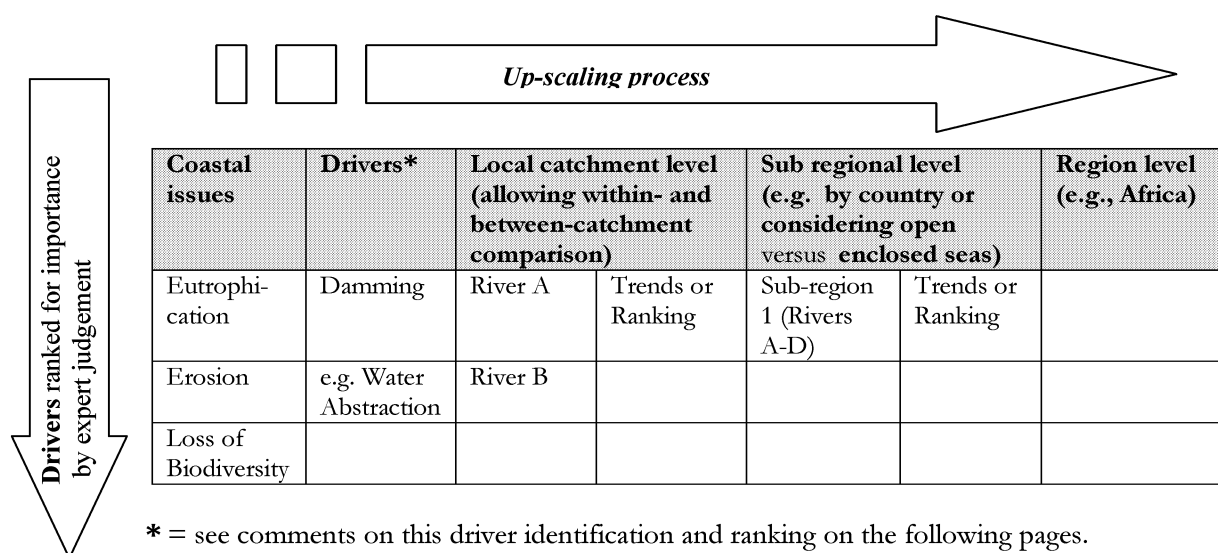 Up-scaling process
Drivers ranked for importance
by expert judgement
Coastal issues | Drivers* | Local catchment level (allowing within- and between-catchment comparison) | Sub regional level (e.g. by country or considering open versus enclosed seas) | Region level (e.g., Africa)
Eutrophi-cation | Damming | River A | Trends or Ranking | Sub-region 1 (Rivers A-D) | Trends or Ranking
Erosion | e.g. Water Abstraction | River B
Loss of Biodiversity
* = see comments on this driver identification and ranking on the following pages.